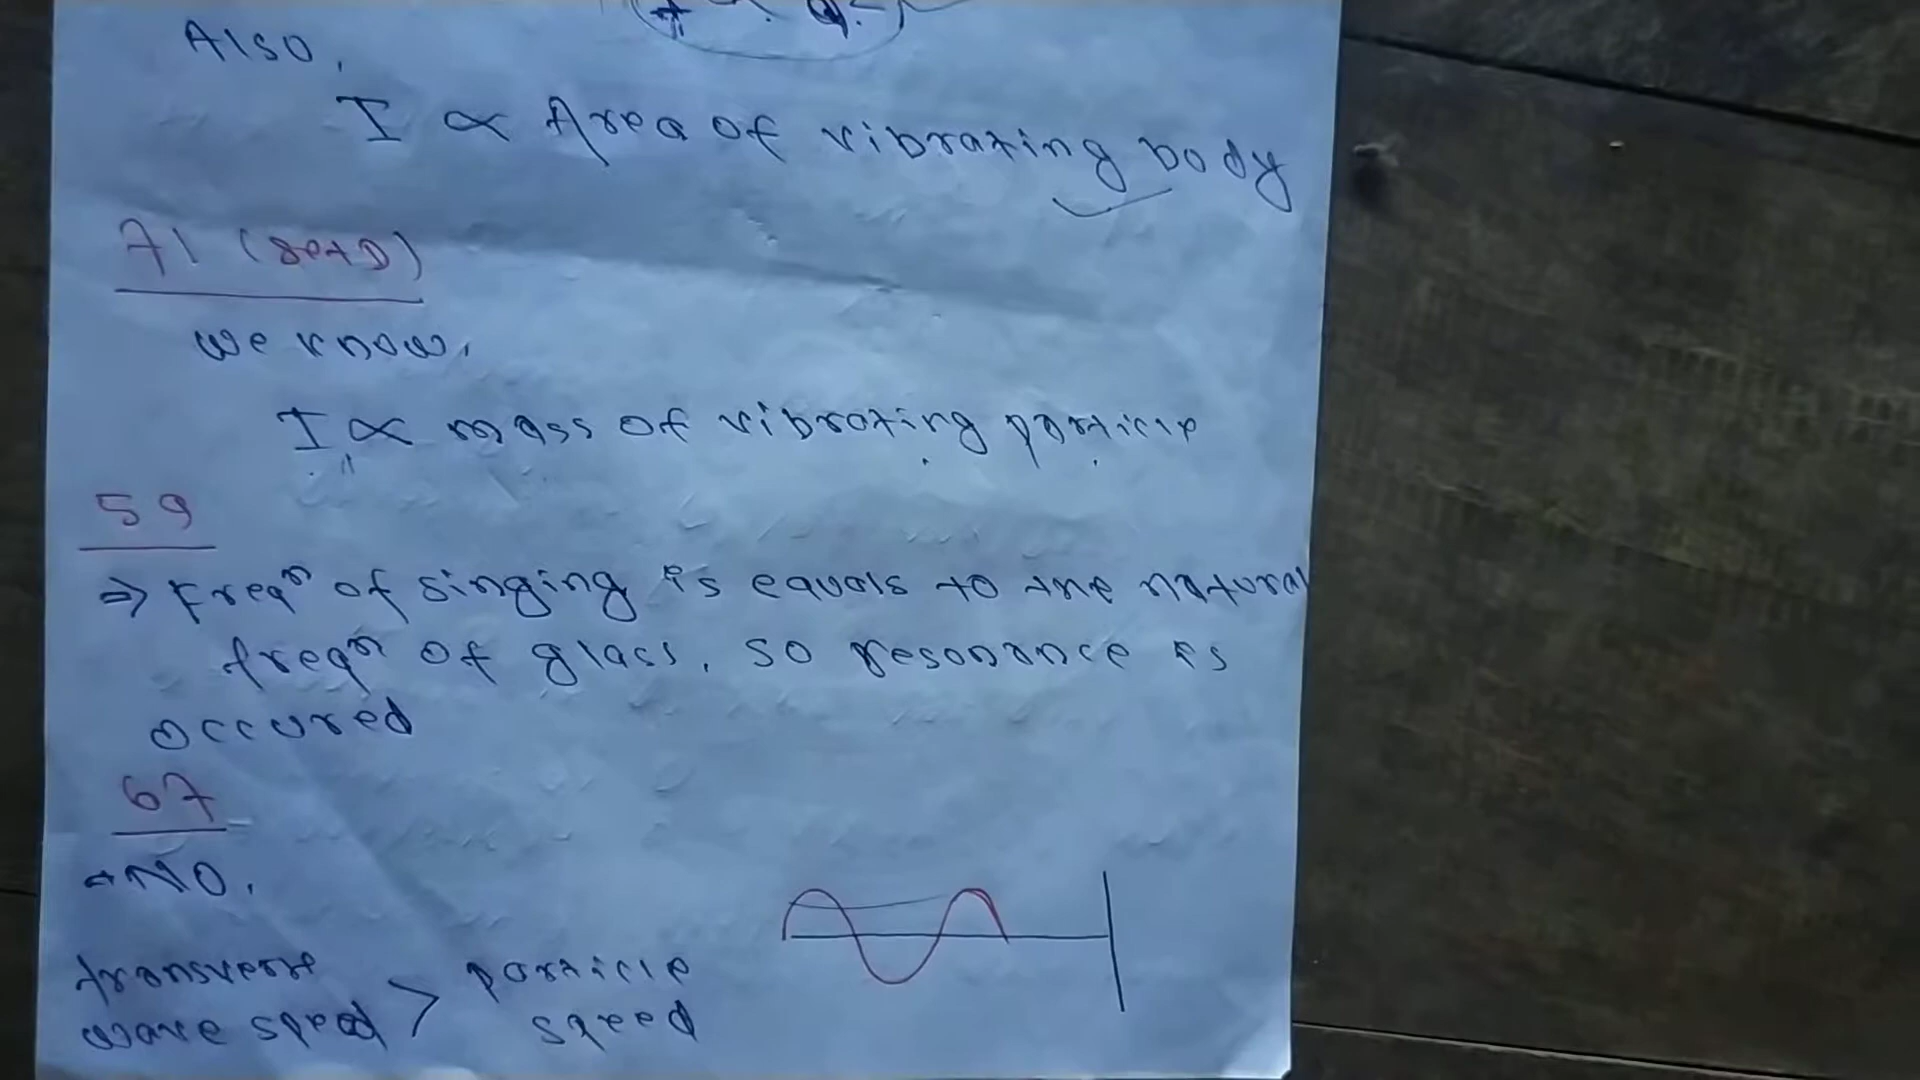 Also,
I ∝ Area of vibrating body
71 (set D)
we know,
I ∝ mass of vibrating particle
59
⇒ Freqⁿ of singing is equals to the natural
freqⁿ of glass, so resonance is
occured
67
→ No.
transverse particle
wave speed > speed